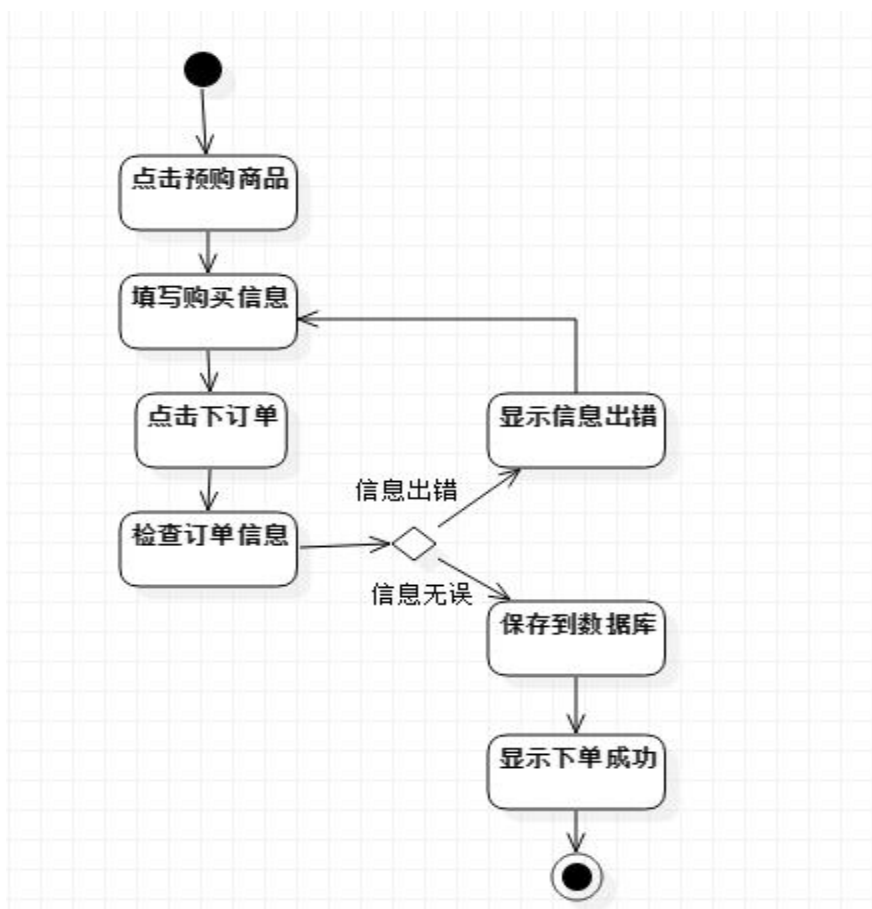 点击预购商品
填写购买信息
点击下订单
显示信息出错
信息出错
检查订单信息
信息无误
保存到数据库
显示下单成功